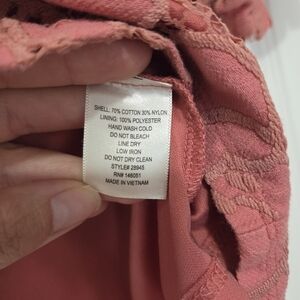 SHELL: 70% COTTON 30% NYLON
LINING: 100% POLYESTER
HAND WASH COLD
DO NOT BLEACH
LINE DRY
LOW IRON
DO NOT DRY CLEAN
STYLE# 28945
RN# 146051
MADE IN VIETNAM